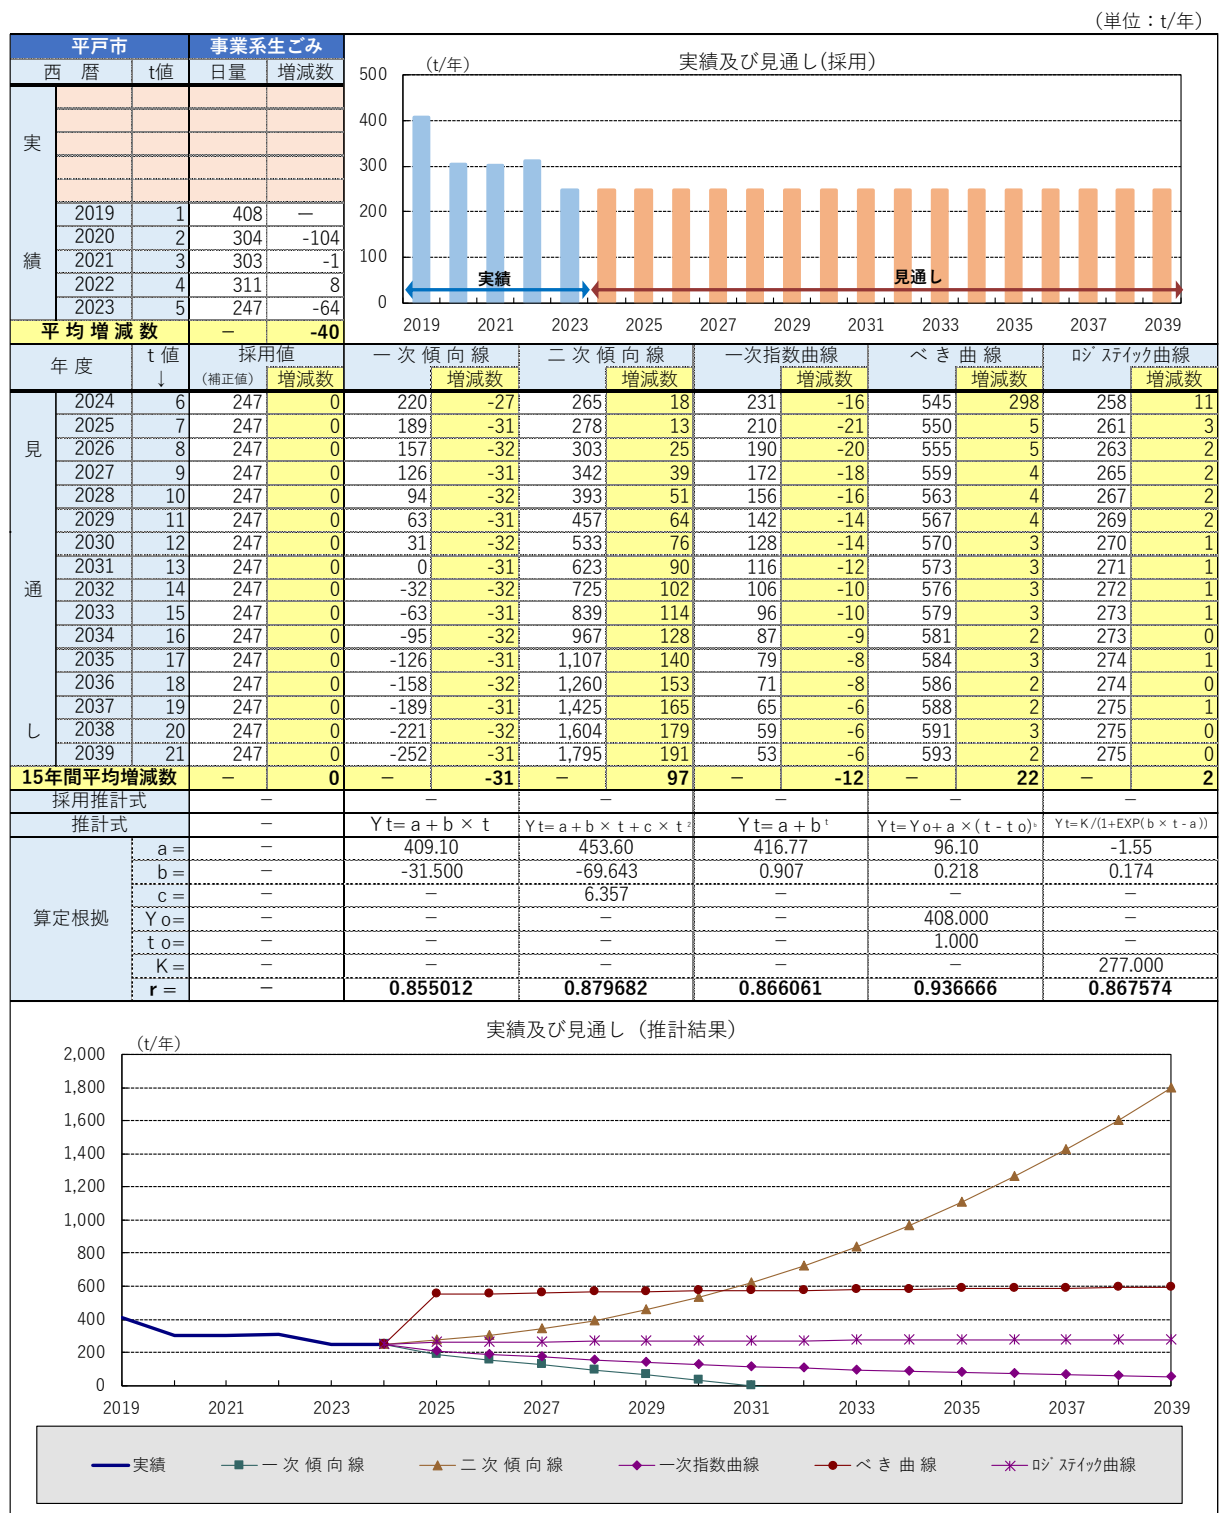 （単位：t/年）
平戸市 事業系生ごみ
西 暦 t値 日量 増減数
実
績
2019 1 408 －
2020 2 304 -104
2021 3 303 -1
2022 4 311 8
2023 5 247 -64
平 均 増 減 数 － -40
実績及び見通し(採用)
(t/年)
500
400
300
200
100
0
実績
見通し
2019 2021 2023 2025 2027 2029 2031 2033 2035 2037 2039
年 度 t 値 ↓ 採用値 (補正値) 増減数 一 次 傾 向 線 増減数 二 次 傾 向 線 増減数 一次指数曲線 増減数 べ き 曲 線 増減数 ﾛｼﾞｽﾃｨｯｸ曲線 増減数
見
通
し
2024 6 247 0 220 -27 265 18 231 -16 545 298 258 11
2025 7 247 0 189 -31 278 13 210 -21 550 5 261 3
2026 8 247 0 157 -32 303 25 190 -20 555 5 263 2
2027 9 247 0 126 -31 342 39 172 -18 559 4 265 2
2028 10 247 0 94 -32 393 51 156 -16 563 4 267 2
2029 11 247 0 63 -31 457 64 142 -14 567 4 269 2
2030 12 247 0 31 -32 533 76 128 -14 570 3 270 1
2031 13 247 0 0 -31 623 90 116 -12 573 3 271 1
2032 14 247 0 -32 -32 725 102 106 -10 576 3 272 1
2033 15 247 0 -63 -31 839 114 96 -10 579 3 273 1
2034 16 247 0 -95 -32 967 128 87 -9 581 2 273 0
2035 17 247 0 -126 -31 1,107 140 79 -8 584 3 274 1
2036 18 247 0 -158 -32 1,260 153 71 -8 586 2 274 0
2037 19 247 0 -189 -31 1,425 165 65 -6 588 2 275 1
2038 20 247 0 -221 -32 1,604 179 59 -6 591 3 275 0
2039 21 247 0 -252 -31 1,795 191 53 -6 593 2 275 0
15年間平均増減数 － 0 － -31 － 97 － -12 － 22 － 2
採用推計式 － － － － － －
推計式 － Ｙt= a + b × t Ｙt= a + b × t + c × t² Ｙt= a + b ᵗ Ｙt= Ｙo+ a × ( t - t o)ᵇ Ｙt= K /(1+EXP( b × t - a ))
算定根拠
a = － 409.10 453.60 416.77 96.10 -1.55
b = － -31.500 -69.643 0.907 0.218 0.174
c = － － 6.357 － － －
Ｙo= － － － － 408.000 －
t o= － － － － 1.000 －
K = － － － － － 277.000
r = － 0.855012 0.879682 0.866061 0.936666 0.867574
実績及び見通し（推計結果）
(t/年)
2,000
1,800
1,600
1,400
1,200
1,000
800
600
400
200
0
2019 2021 2023 2025 2027 2029 2031 2033 2035 2037 2039
実績 一 次 傾 向 線 二 次 傾 向 線 一次指数曲線 べ き 曲 線 ﾛｼﾞｽﾃｨｯｸ曲線